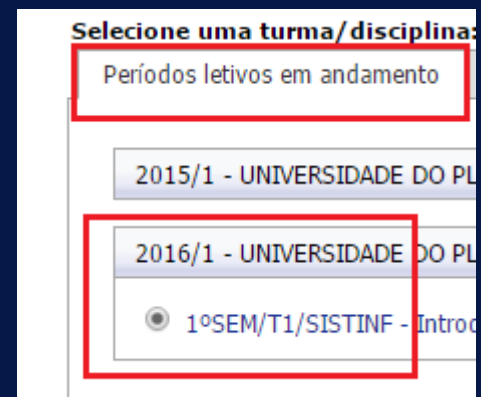 Selecione uma turma/disciplina:
Períodos letivos em andamento
2015/1 - UNIVERSIDADE DO PL
2016/1 - UNIVERSIDADE DO PL
1ºSEM/T1/SISTINF - Introd